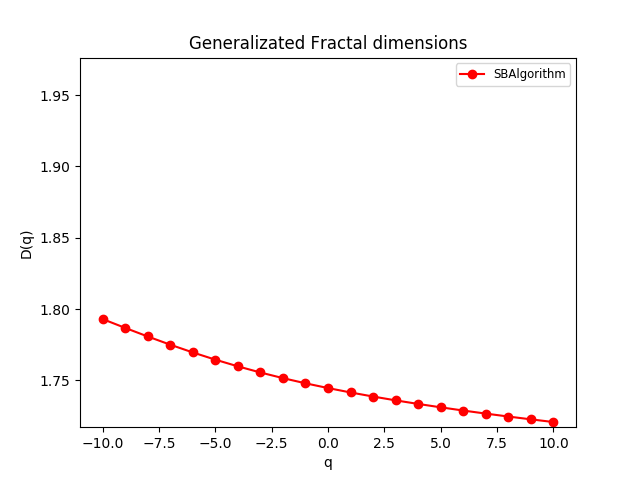 Generalizated Fractal dimensions
SBAlgorithm
D(q)
1.95
1.90
1.85
1.80
1.75
−10.0 −7.5 −5.0 −2.5 0.0 2.5 5.0 7.5 10.0
q